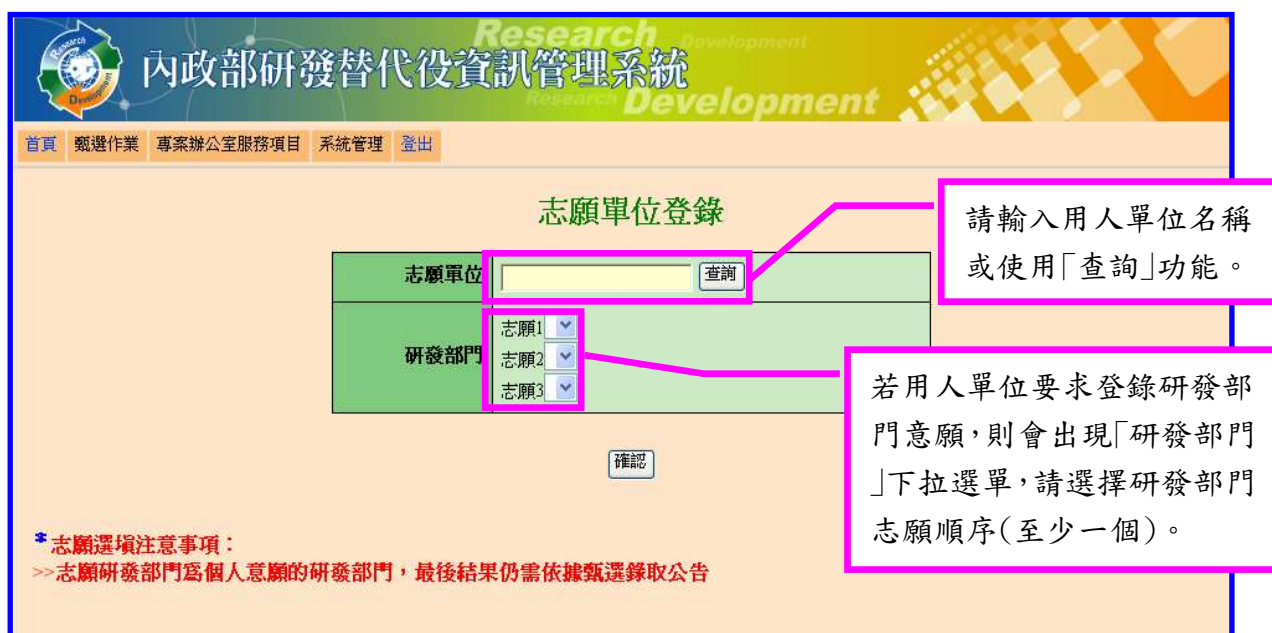 Research Development
內政部研發替代役資訊管理系統
Research Development
Research
Development
首頁 甄選作業 專案辦公室服務項目 系統管理 登出
志願單位登錄
請輸入用人單位名稱
或使用「查詢」功能。
志願單位 查詢
研發部門
志願1
志願2
志願3
若用人單位要求登錄研發部
門意願,則會出現「研發部門
」下拉選單,請選擇研發部門
志願順序(至少一個)。
確認
*志願選填注意事項:
>>志願研發部門為個人意願的研發部門,最後結果仍需依據甄選錄取公告